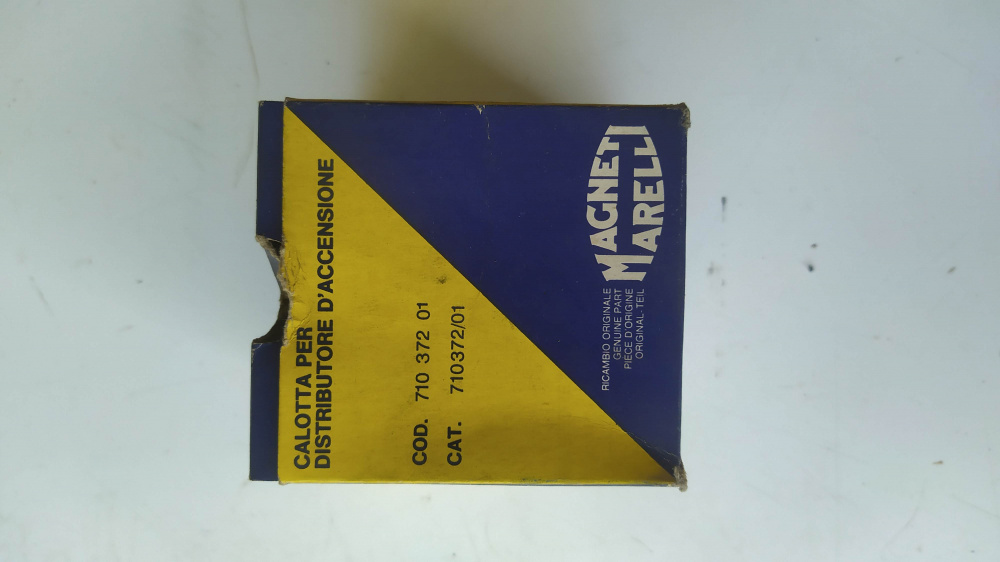 CALOTTA PER
DISTRIBUTORE D'ACCENSIONE
COD. 710 372 01
CAT. 710372/01
MAGNETI
MARELLI
RICAMBIO ORIGINALE
GENUINE PART
PIECE D'ORIGINE
ORIGINAL-TEIL